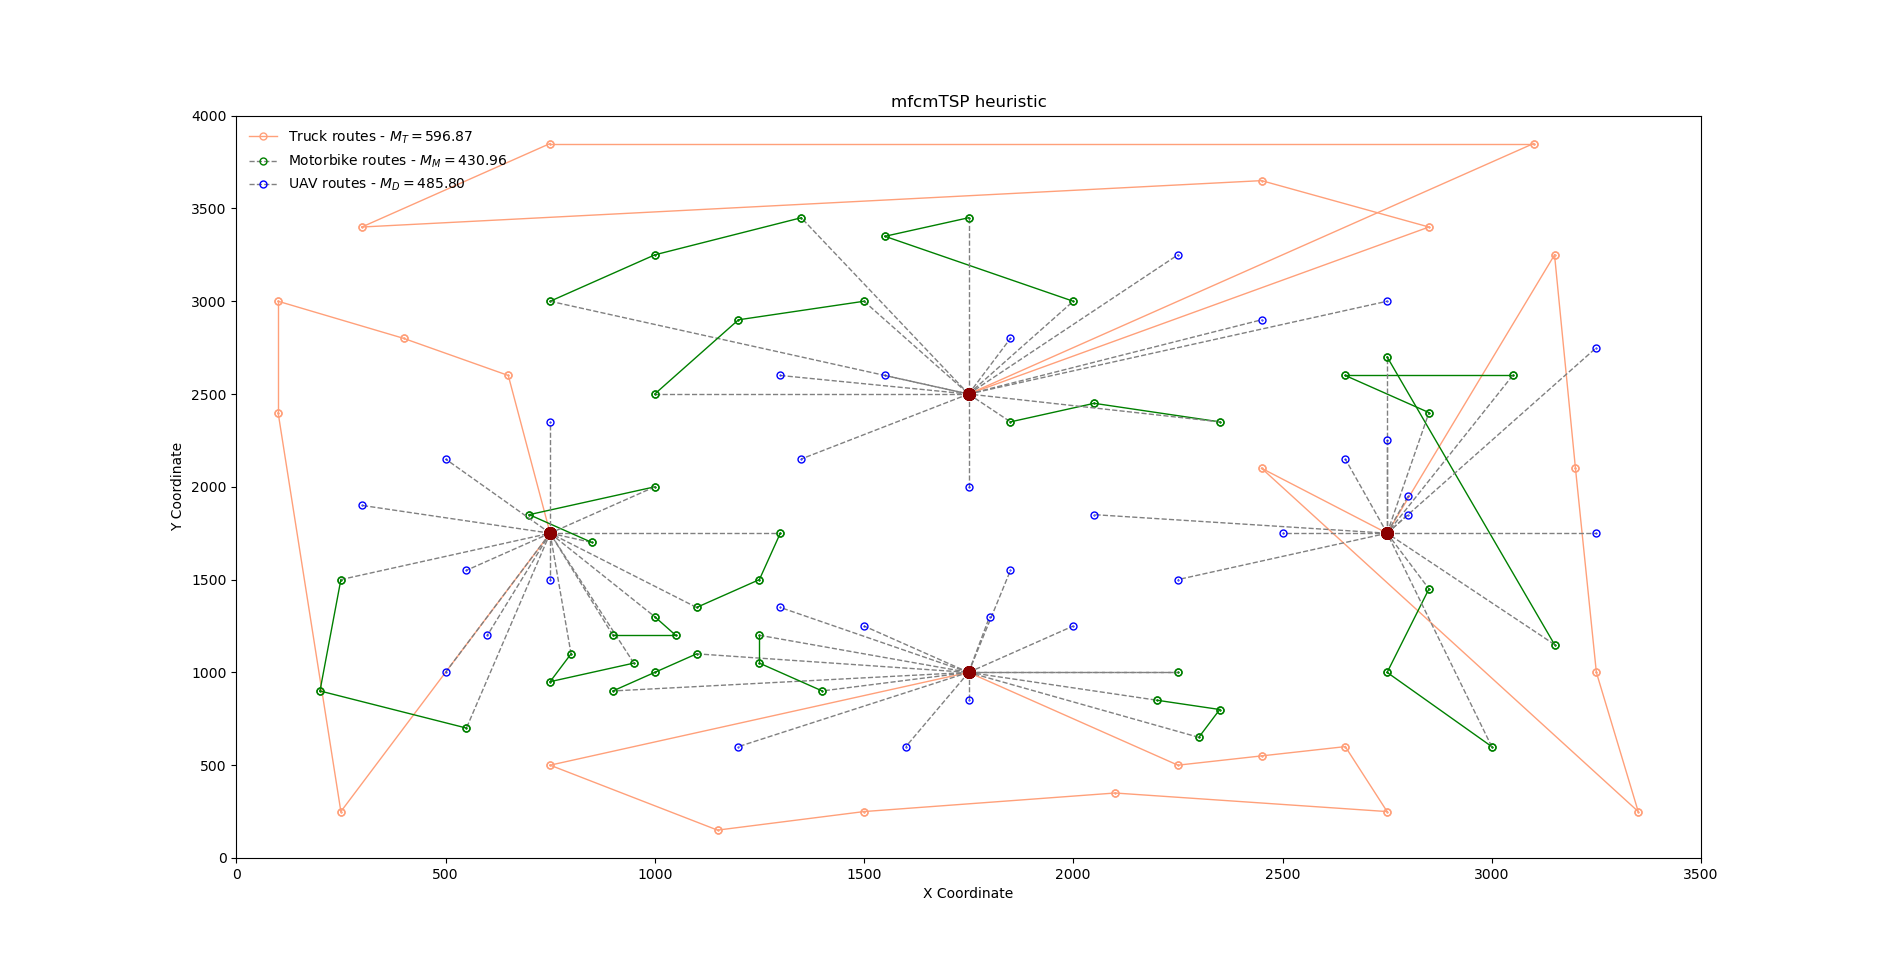 mfcmTSP heuristic
Truck routes - M_T = 596.87
Motorbike routes - M_M = 430.96
UAV routes - M_D = 485.80
4000
3500
3000
2500
2000
1500
1000
500
0
Y Coordinate
0 500 1000 1500 2000 2500 3000 3500
X Coordinate